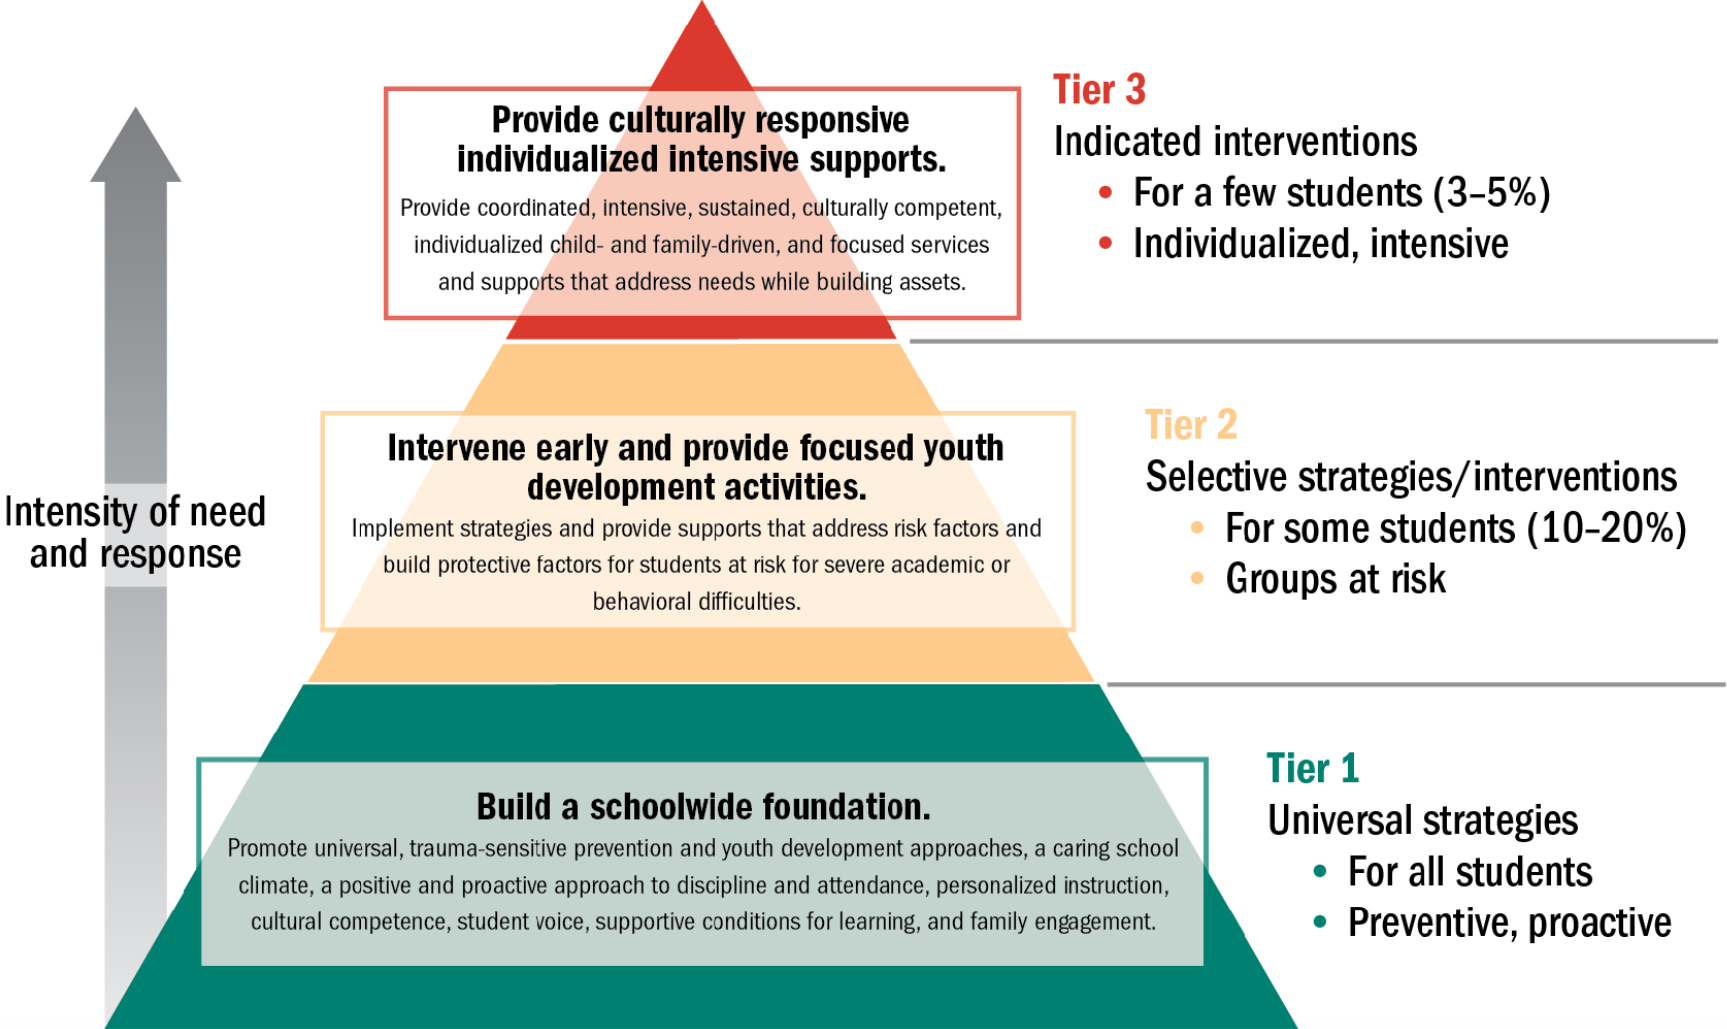 Provide culturally responsive
individualized intensive supports.
Provide coordinated, intensive, sustained, culturally competent,
individualized child- and family-driven, and focused services
and supports that address needs while building assets.
Tier 3
Indicated interventions
• For a few students (3–5%)
• Individualized, intensive
Intensity of need
and response
Intervene early and provide focused youth
development activities.
Implement strategies and provide supports that address risk factors and
build protective factors for students at risk for severe academic or
behavioral difficulties.
Tier 2
Selective strategies/interventions
• For some students (10–20%)
• Groups at risk
Build a schoolwide foundation.
Promote universal, trauma-sensitive prevention and youth development approaches, a caring school
climate, a positive and proactive approach to discipline and attendance, personalized instruction,
cultural competence, student voice, supportive conditions for learning, and family engagement.
Tier 1
Universal strategies
• For all students
• Preventive, proactive